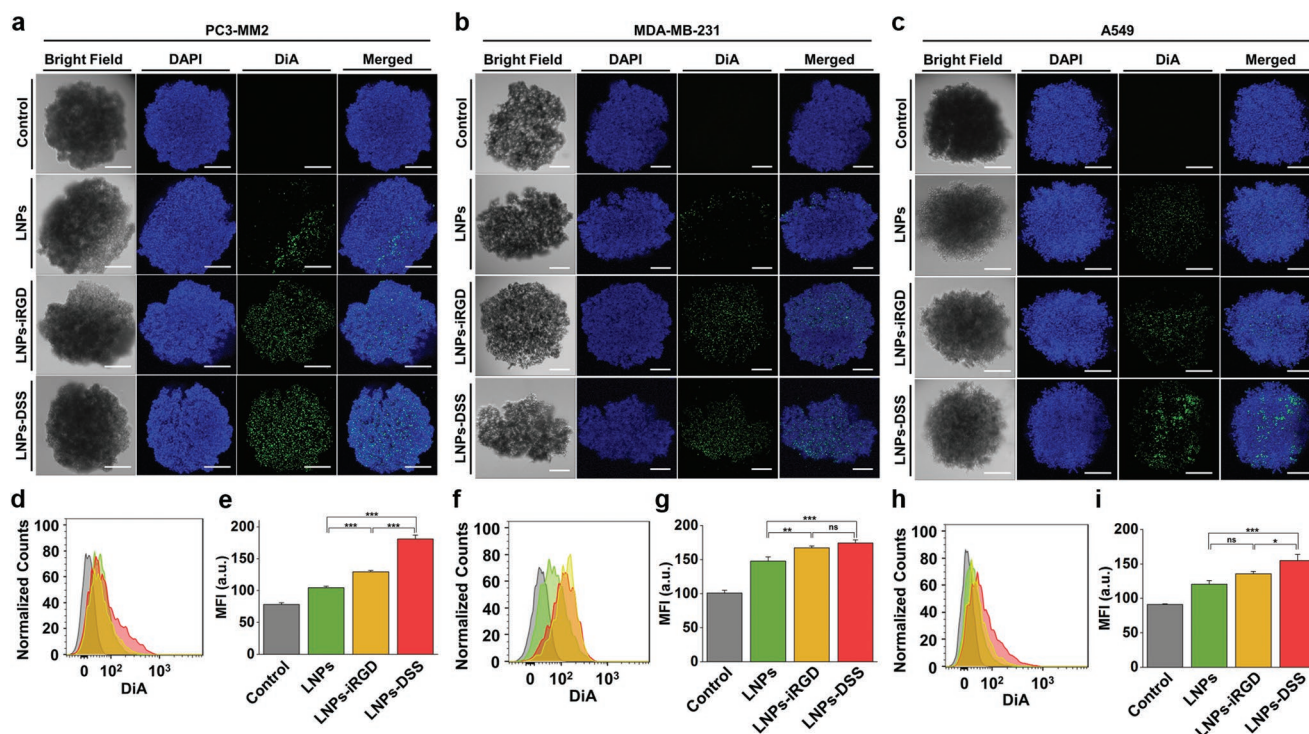 a
PC3-MM2
Bright Field DAPI DiA Merged
Control
LNPs
LNPs-iRGD
LNPs-DSS
b
MDA-MB-231
Bright Field DAPI DiA Merged
Control
LNPs
LNPs-iRGD
LNPs-DSS
c
A549
Bright Field DAPI DiA Merged
Control
LNPs
LNPs-iRGD
LNPs-DSS
d
Normalized Counts
100
80
60
40
20
0
0 10² 10³
DiA
e
MFI (a.u.)
200
150
100
50
0
***
*** ***
Control LNPs LNPs-iRGD LNPs-DSS
f
Normalized Counts
100
80
60
40
20
0
0 10² 10³
DiA
g
MFI (a.u.)
200
150
100
50
0
***
** ns
Control LNPs LNPs-iRGD LNPs-DSS
h
Normalized Counts
100
80
60
40
20
0
0 10² 10³
DiA
i
MFI (a.u.)
200
150
100
50
0
***
ns *
Control LNPs LNPs-iRGD LNPs-DSS